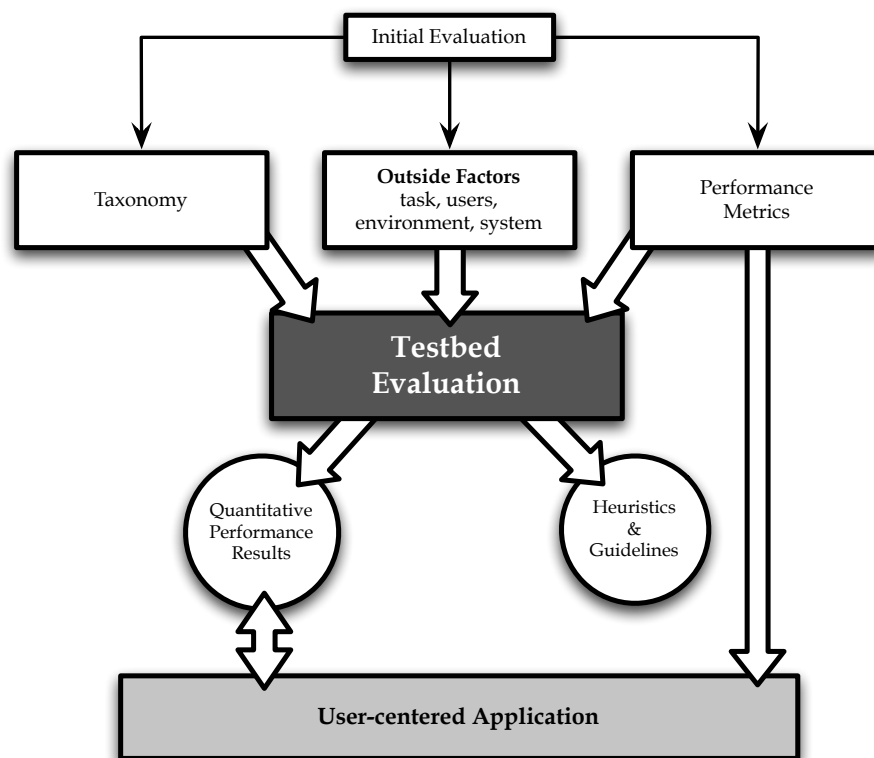 Initial Evaluation
Taxonomy
Outside Factors
task, users,
environment, system
Performance
Metrics
Testbed
Evaluation
Quantitative
Performance
Results
Heuristics
&
Guidelines
User-centered Application